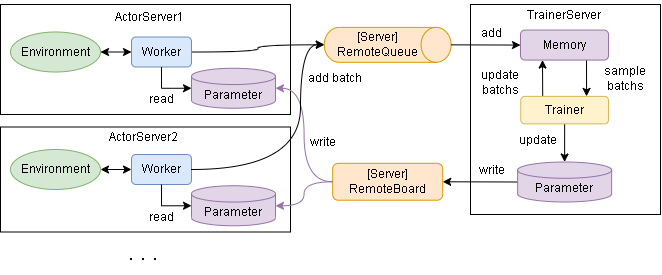 ActorServer1
Environment
Worker
read
Parameter
ActorServer2
Environment
Worker
read
Parameter
. . .
[Server]
RemoteQueue
add batch
write
[Server]
RemoteBoard
add
write
TrainerServer
Memory
update
batchs
sample
batchs
Trainer
update
Parameter